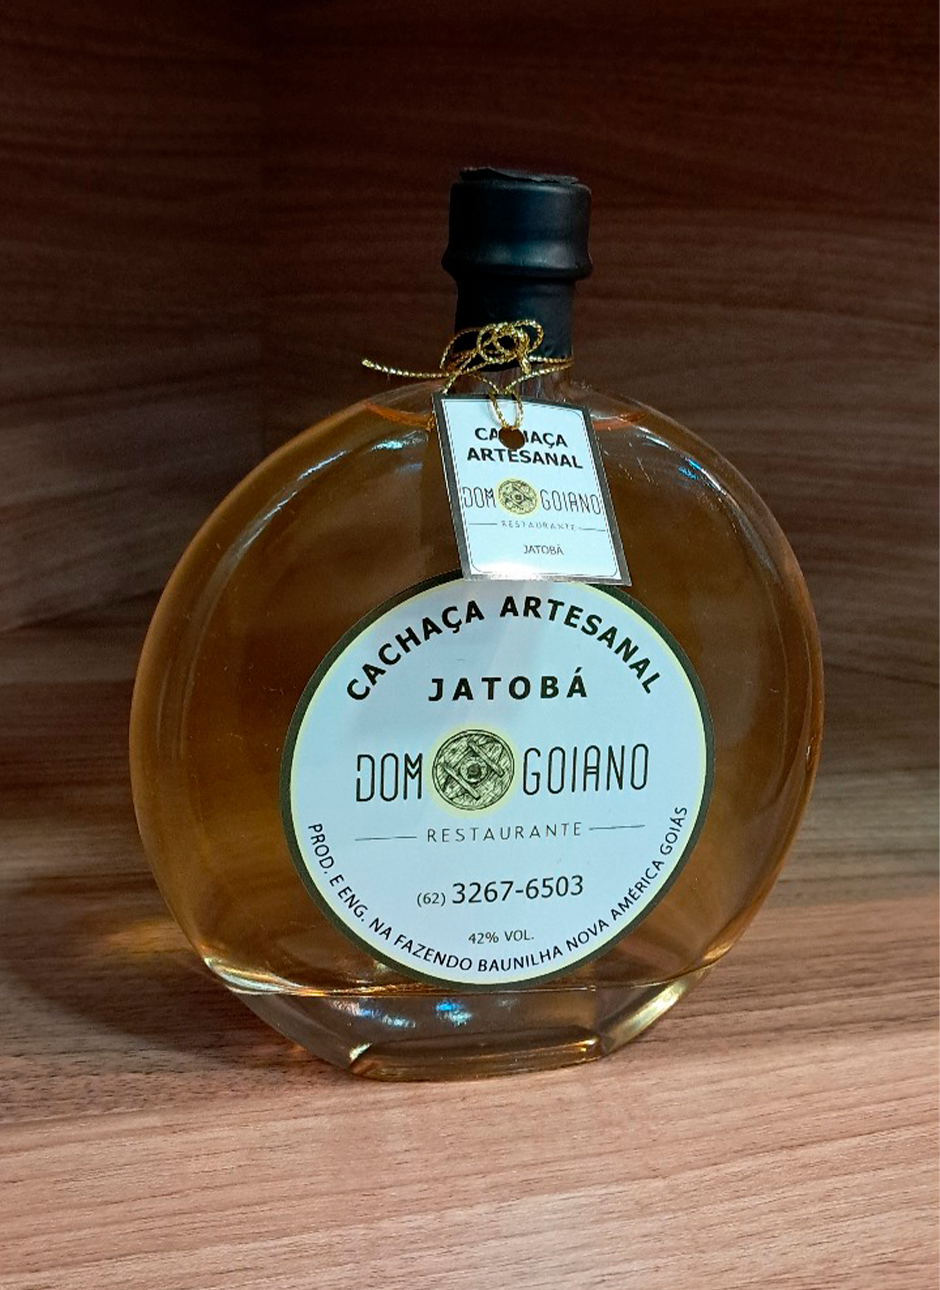 CACHAÇA
ARTESANAL
DOM GOIANO
RESTAURANTE
JATOBÁ
CACHAÇA ARTESANAL
JATOBÁ
DOM GOIANO
RESTAURANTE
(62) 3267-6503
42% VOL.
PROD. E ENG. NA FAZENDO BAUNILHA NOVA AMÉRICA GOIÁS